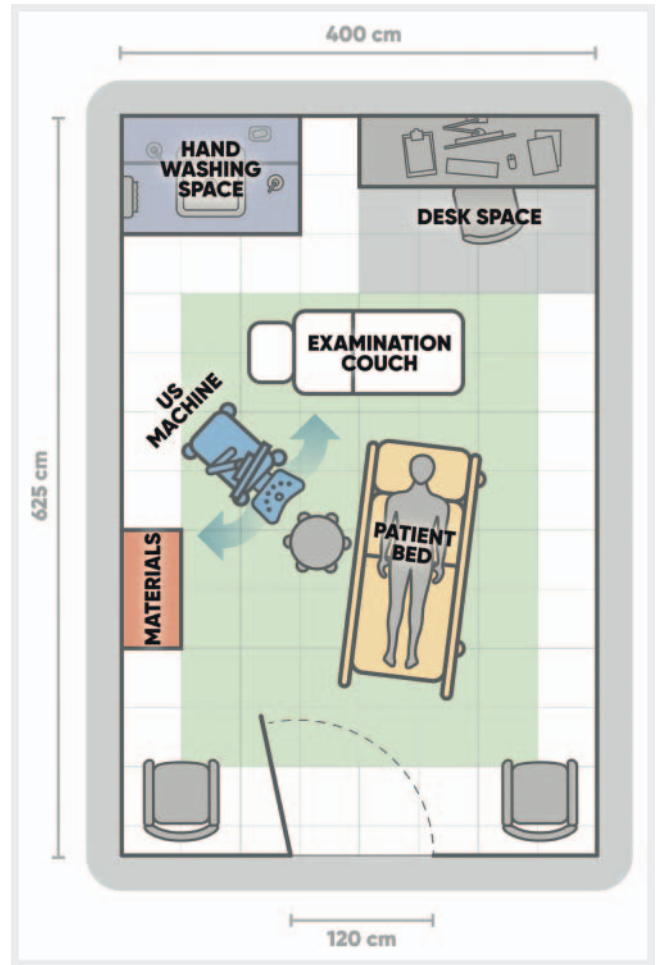 400 cm
HAND
WASHING
SPACE
DESK SPACE
EXAMINATION
COUCH
US
MACHINE
625 cm
PATIENT
BED
MATERIALS
120 cm